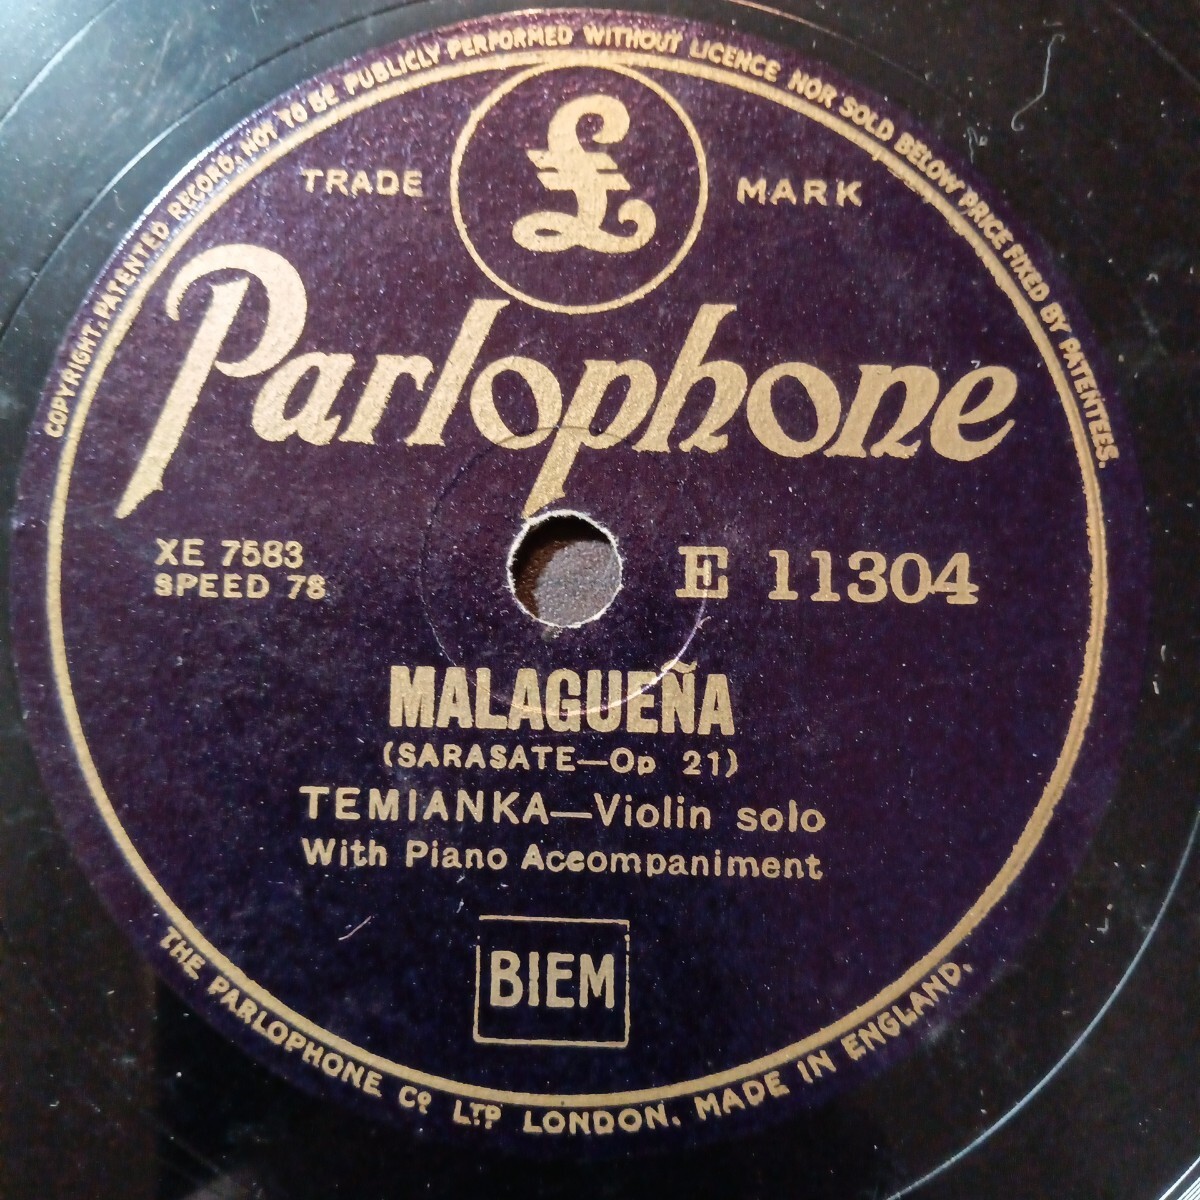 COPYRIGHT. PATENTED RECORD. NOT TO BE PUBLICLY PERFORMED WITHOUT LICENCE NOR SOLD BELOW PRICE FIXED BY PATENTEES.
£
TRADE MARK
Parlophone
XE 7583
SPEED 78
E 11304
MALAGUEÑA
(SARASATE—Op 21)
TEMIANKA—Violin solo
With Piano Accompaniment
BIEM
THE PARLOPHONE Cº LTD LONDON. MADE IN ENGLAND.